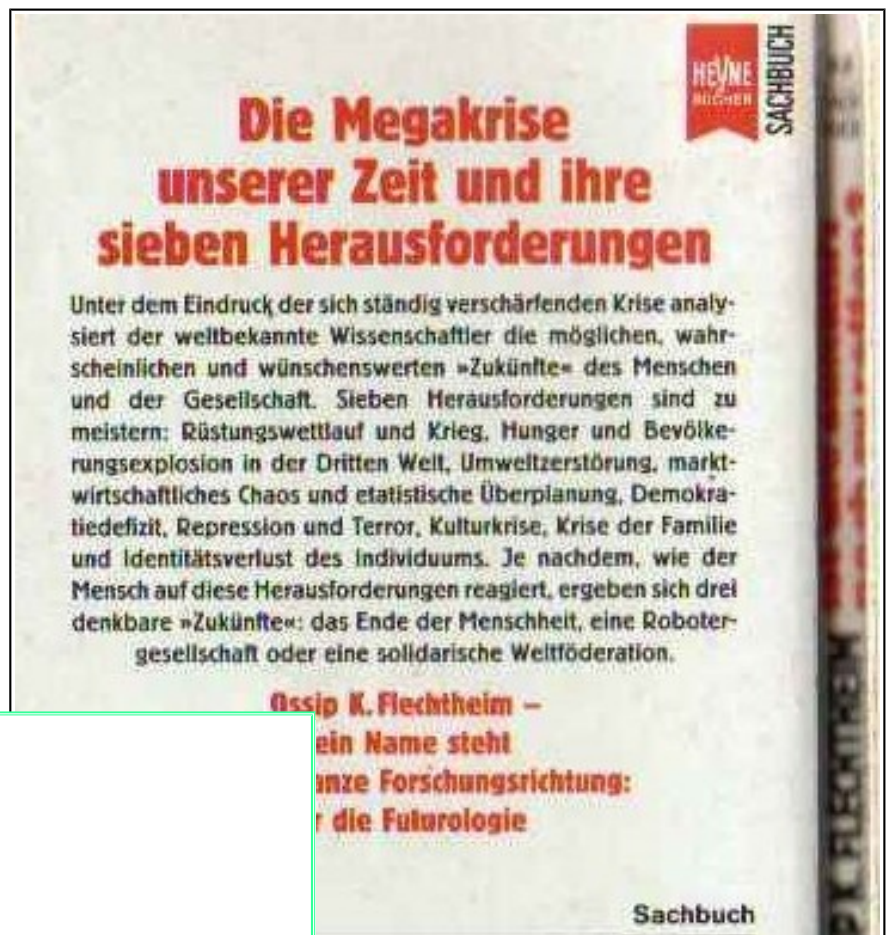 HEYNE
BÜCHER
SACHBUCH
Die Megakrise
unserer Zeit und ihre
sieben Herausforderungen
Unter dem Eindruck der sich ständig verschärfenden Krise analy-
siert der weltbekannte Wissenschaftler die möglichen, wahr-
scheinlichen und wünschenswerten »Zukünfte« des Menschen
und der Gesellschaft. Sieben Herausforderungen sind zu
meistern: Rüstungswettlauf und Krieg, Hunger und Bevölke-
rungsexplosion in der Dritten Welt, Umweltzerstörung, markt-
wirtschaftliches Chaos und etatistische Überplanung, Demokra-
tiedefizit, Repression und Terror, Kulturkrise, Krise der Familie
und Identitätsverlust des Individuums. Je nachdem, wie der
Mensch auf diese Herausforderungen reagiert, ergeben sich drei
denkbare »Zukünfte«: das Ende der Menschheit, eine Roboter-
gesellschaft oder eine solidarische Weltföderation.
Ossip K. Flechtheim –
ein Name steht
anze Forschungsrichtung:
r die Futurologie
Sachbuch
P K. FLECHTHEIM